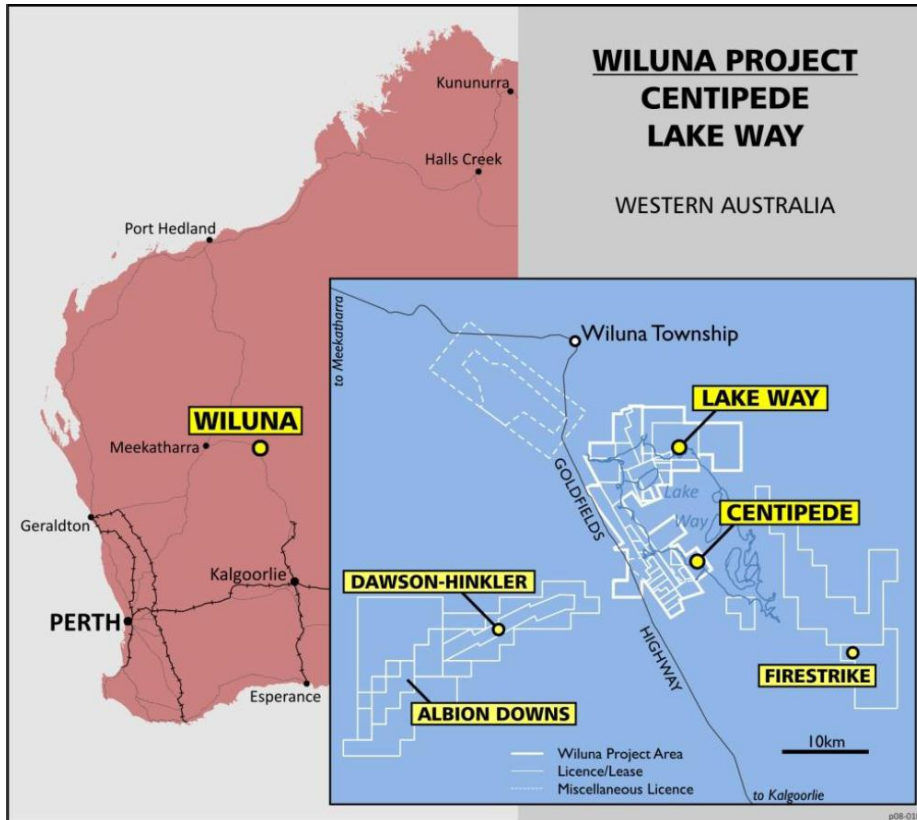 WILUNA PROJECT
CENTIPEDE
LAKE WAY
WESTERN AUSTRALIA
Kununurra
Halls Creek
Port Hedland
WILUNA
Meekatharra
Geraldton
Kalgoorlie
PERTH
Esperance
to Meekatharra
Wiluna Township
LAKE WAY
GOLDFIELDS
HIGHWAY
Lake
Way
CENTIPEDE
DAWSON-HINKLER
FIRESTRIKE
ALBION DOWNS
10km
Wiluna Project Area
Licence/Lease
Miscellaneous Licence
to Kalgoorlie